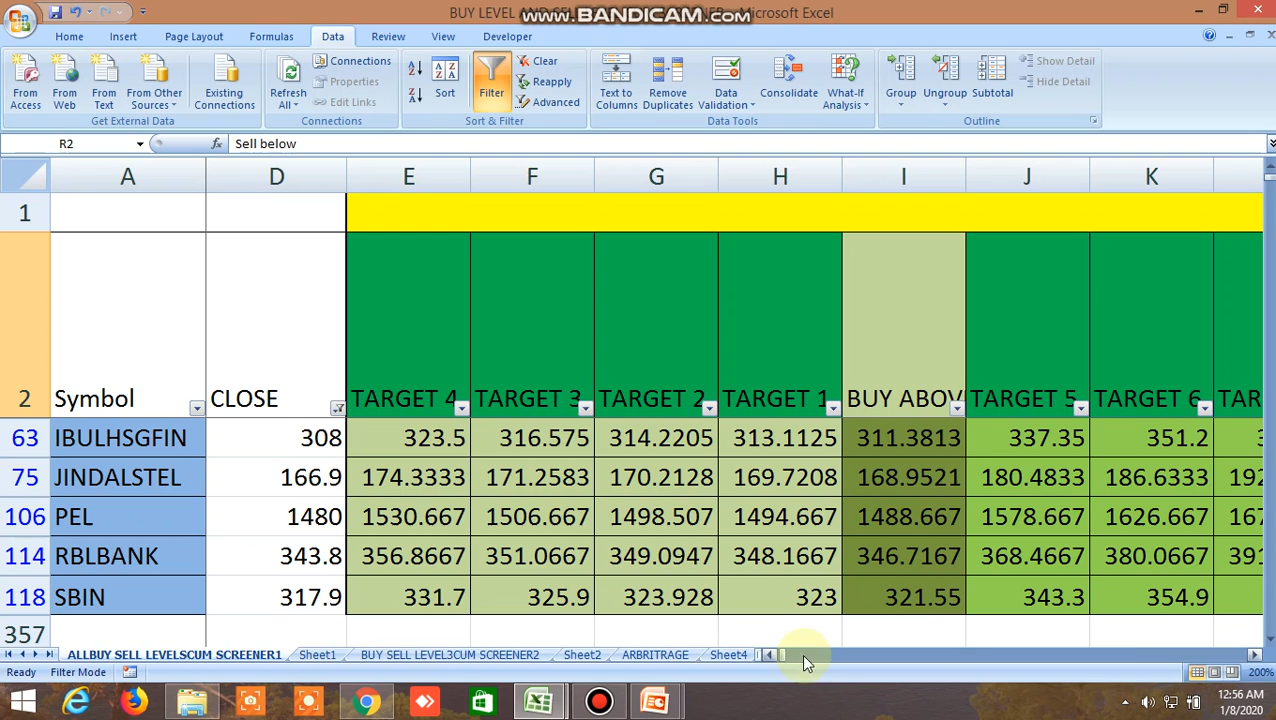 BUY LEVEL AND SEL
www.BANDICAM.com
NER - Microsoft Excel
Home Insert Page Layout Formulas Data Review View Developer
From Access
From Web
From Text
From Other Sources
Existing Connections
Get External Data
Refresh All
Connections
Properties
Edit Links
Connections
Sort
Filter
Clear
Reapply
Advanced
Sort & Filter
Text to Columns
Remove Duplicates
Data Validation
Consolidate
What-If Analysis
Data Tools
Group
Ungroup
Subtotal
Show Detail
Hide Detail
Outline
R2 fx Sell below
A D E F G H I J K
1
2 Symbol CLOSE TARGET 4 TARGET 3 TARGET 2 TARGET 1 BUY ABOV TARGET 5 TARGET 6 TAR
63 IBULHSGFIN 308 323.5 316.575 314.2205 313.1125 311.3813 337.35 351.2
75 JINDALSTEL 166.9 174.3333 171.2583 170.2128 169.7208 168.9521 180.4833 186.6333 192
106 PEL 1480 1530.667 1506.667 1498.507 1494.667 1488.667 1578.667 1626.667 167
114 RBLBANK 343.8 356.8667 351.0667 349.0947 348.1667 346.7167 368.4667 380.0667 391
118 SBIN 317.9 331.7 325.9 323.928 323 321.55 343.3 354.9
357
ALLBUY SELL LEVELSCUM SCREENER1 Sheet1 BUY SELL LEVEL3CUM SCREENER2 Sheet2 ARBRITRAGE Sheet4
Ready Filter Mode 200%
12:56 AM
1/8/2020